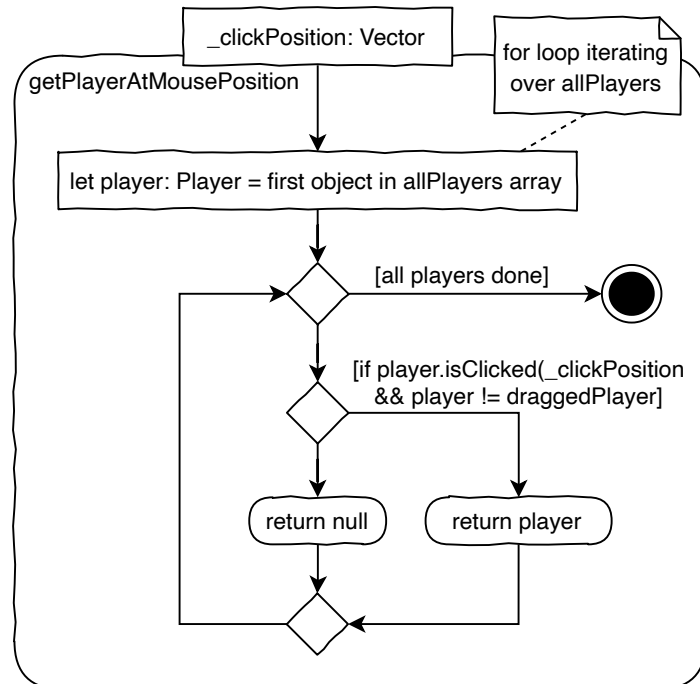 _clickPosition: Vector
for loop iterating
over allPlayers
getPlayerAtMousePosition
let player: Player = first object in allPlayers array
[all players done]
[if player.isClicked(_clickPosition
&& player != draggedPlayer]
return null
return player